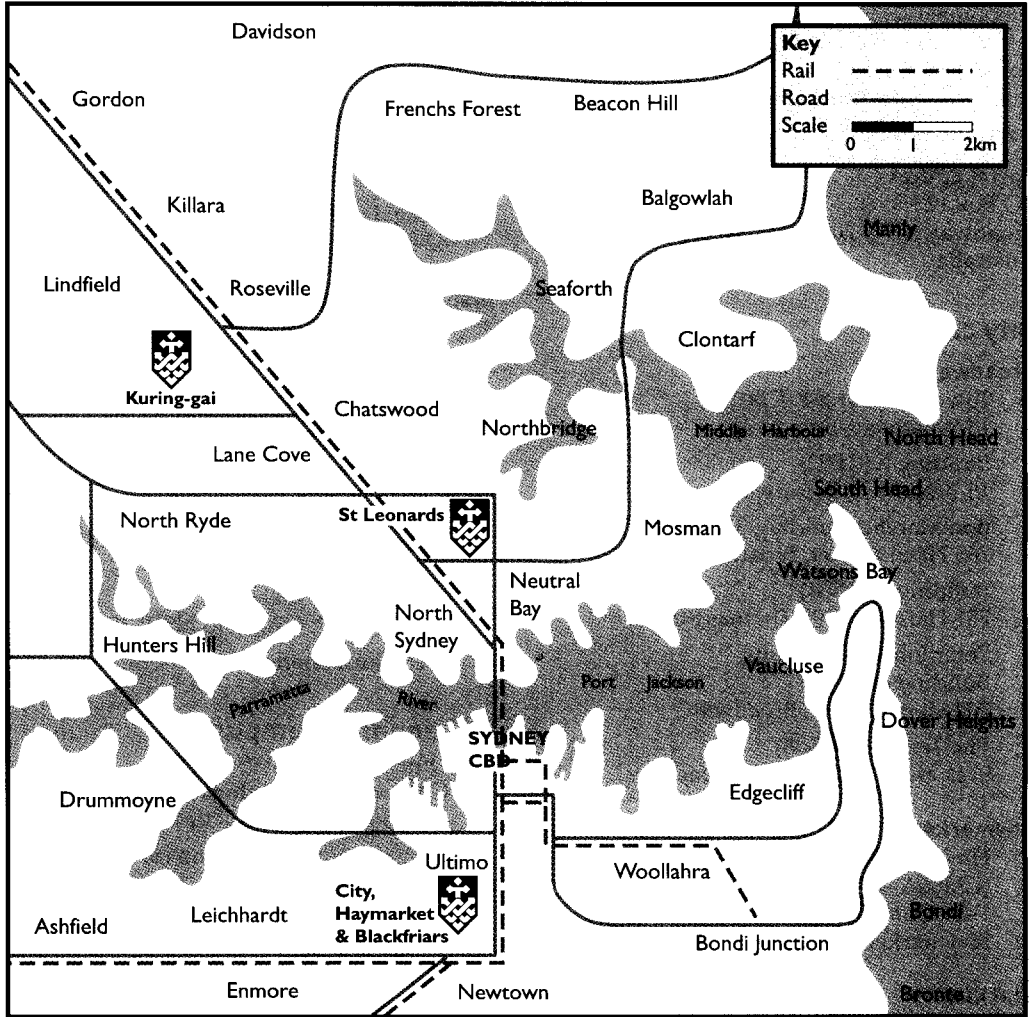 Davidson
Key
Rail
Road
Scale
0 1 2km
Gordon
Frenchs Forest
Beacon Hill
Killara
Balgowlah
Manly
Lindfield
Roseville
Seaforth
Clontarf
Kuring-gai
Chatswood
Northbridge
Middle Harbour
North Head
Lane Cove
South Head
North Ryde
St Leonards
Mosman
Watsons Bay
Neutral
Bay
North
Sydney
Hunters Hill
Vaucluse
Parramatta
River
Port Jackson
Dover Heights
SYDNEY
CBD
Drummoyne
Edgecliff
Ultimo
Woollahra
City,
Haymarket
& Blackfriars
Leichhardt
Ashfield
Bondi
Bondi Junction
Enmore
Newtown
Bronte